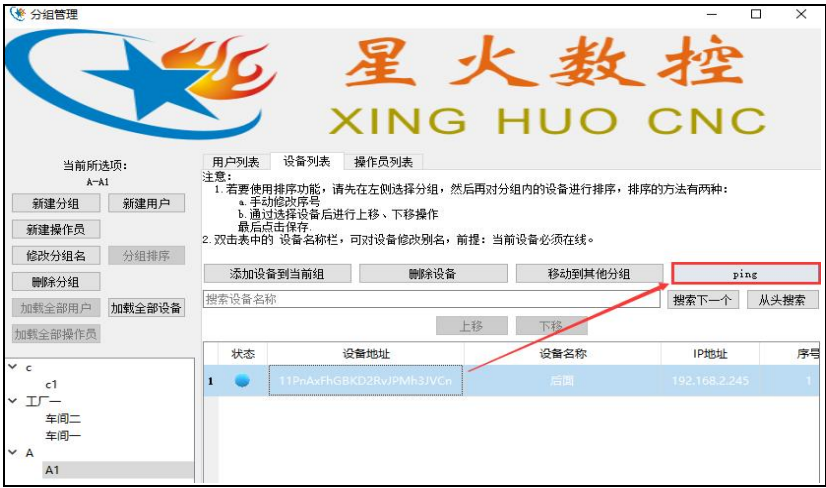 分组管理
星火数控
XING HUO CNC
当前所选项:
A-A1
新建分组 新建用户
新建操作员
修改分组名 分组排序
删除分组
加载全部用户 加载全部设备
加载全部操作员
c
c1
工厂一
车间二
车间一
A
A1
用户列表 设备列表 操作员列表
注意:
1. 若要使用排序功能，请先在左侧选择分组，然后再对分组内的设备进行排序，排序的方法有两种:
a. 手动修改序号
b. 通过选择设备后进行上移、下移操作
最后点击保存.
2. 双击表中的 设备名称栏，可对设备修改别名，前提: 当前设备必须在线。
添加设备到当前组 删除设备 移动到其他分组 ping
搜索设备名称 搜索下一个 从头搜索
上移 下移
状态 设备地址 设备名称 IP地址 序号
1 11PnAxFhGBKD2RvJPMh3JVCn 后面 192.168.2.245 1